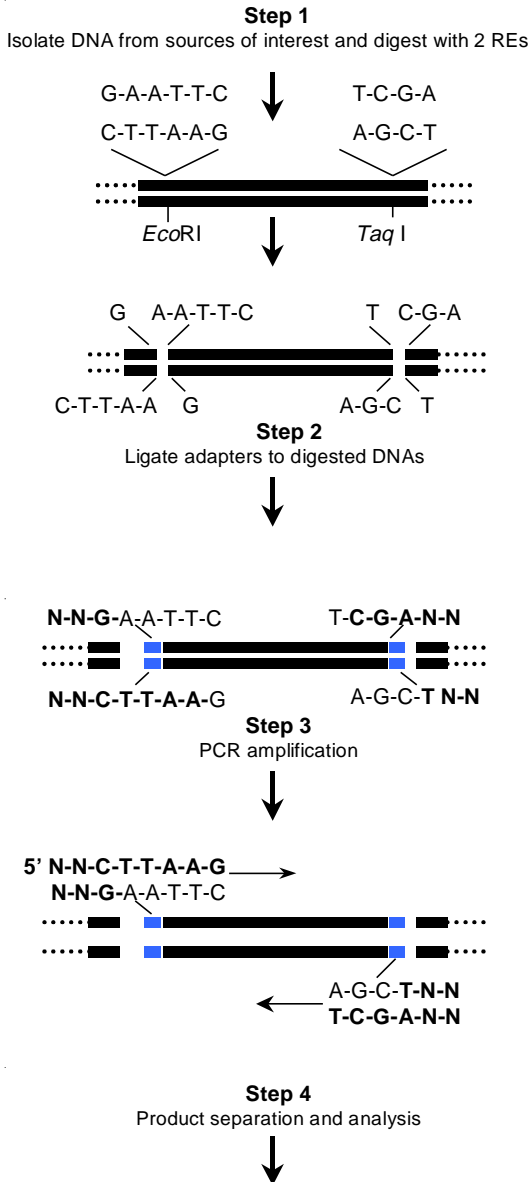 Step 1
Isolate DNA from sources of interest and digest with 2 REs
G-A-A-T-T-C T-C-G-A
C-T-T-A-A-G A-G-C-T
EcoRI Taq I
G A-A-T-T-C T C-G-A
C-T-T-A-A G A-G-C T
Step 2
Ligate adapters to digested DNAs
N-N-G-A-A-T-T-C T-C-G-A-N-N
N-N-C-T-T-A-A-G A-G-C-T N-N
Step 3
PCR amplification
5’ N-N-C-T-T-A-A-G
N-N-G-A-A-T-T-C
A-G-C-T-N-N
T-C-G-A-N-N
Step 4
Product separation and analysis